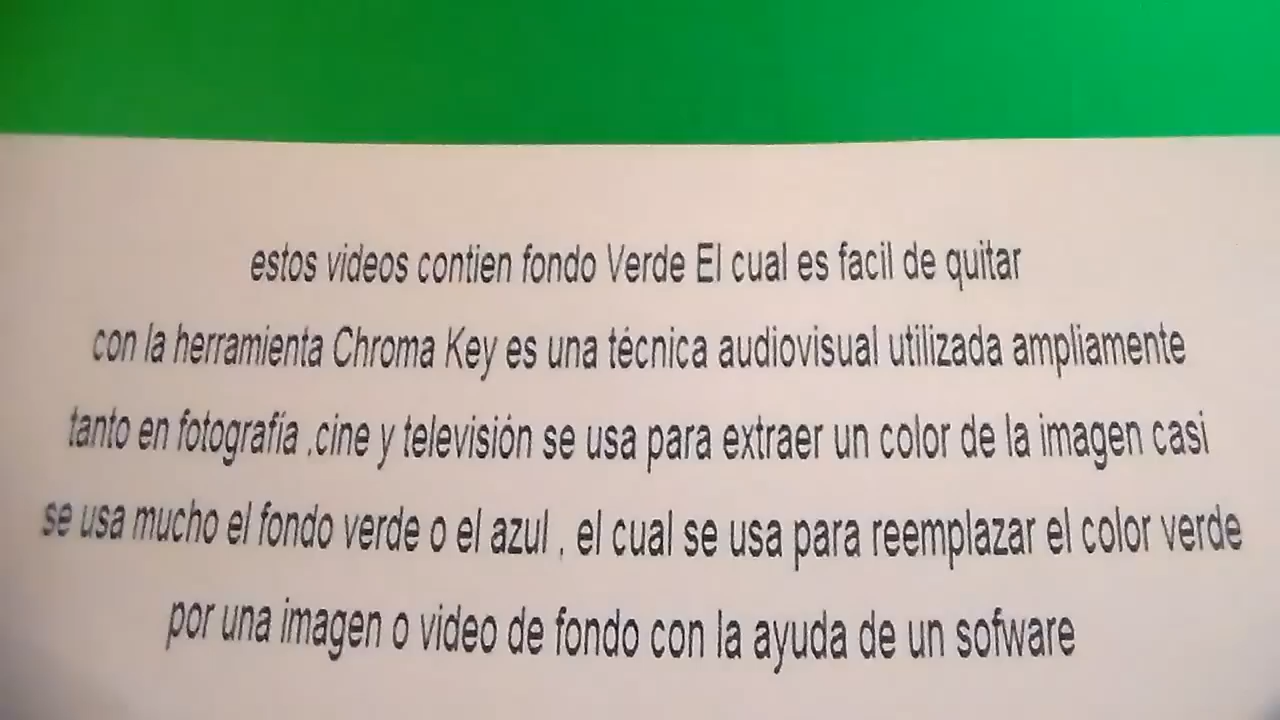 estos videos contien fondo Verde El cual es facil de quitar
con la herramienta Chroma Key es una técnica audiovisual utilizada ampliamente
tanto en fotografía .cine y televisión se usa para extraer un color de la imagen casi
se usa mucho el fondo verde o el azul , el cual se usa para reemplazar el color verde
por una imagen o video de fondo con la ayuda de un sofware